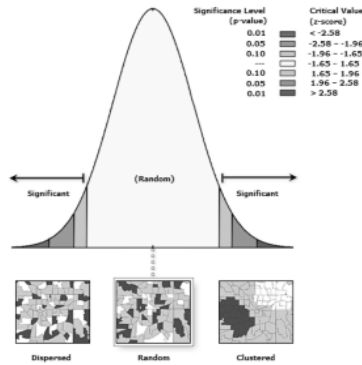 Significance Level Critical Value
(p-value) (z-score)
0.01 < -2.58
0.05 -2.58 – -1.96
0.10 -1.96 – -1.65
--- -1.65 – 1.65
0.10 1.65 – 1.96
0.05 1.96 – 2.58
0.01 > 2.58
Significant (Random) Significant
Dispersed Random Clustered